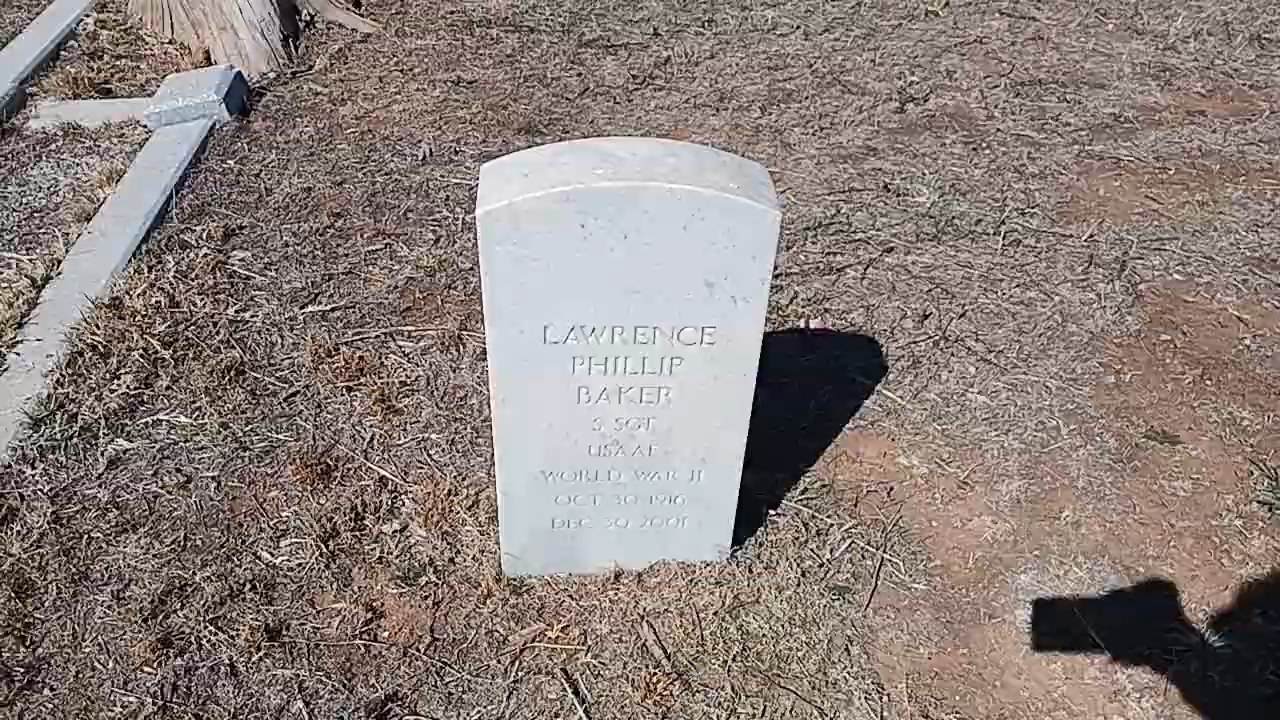 LAWRENCE
PHILLIP
BAKER
S SGT
USAAF
WORLD WAR II
OCT 30 1916
DEC 30 2001